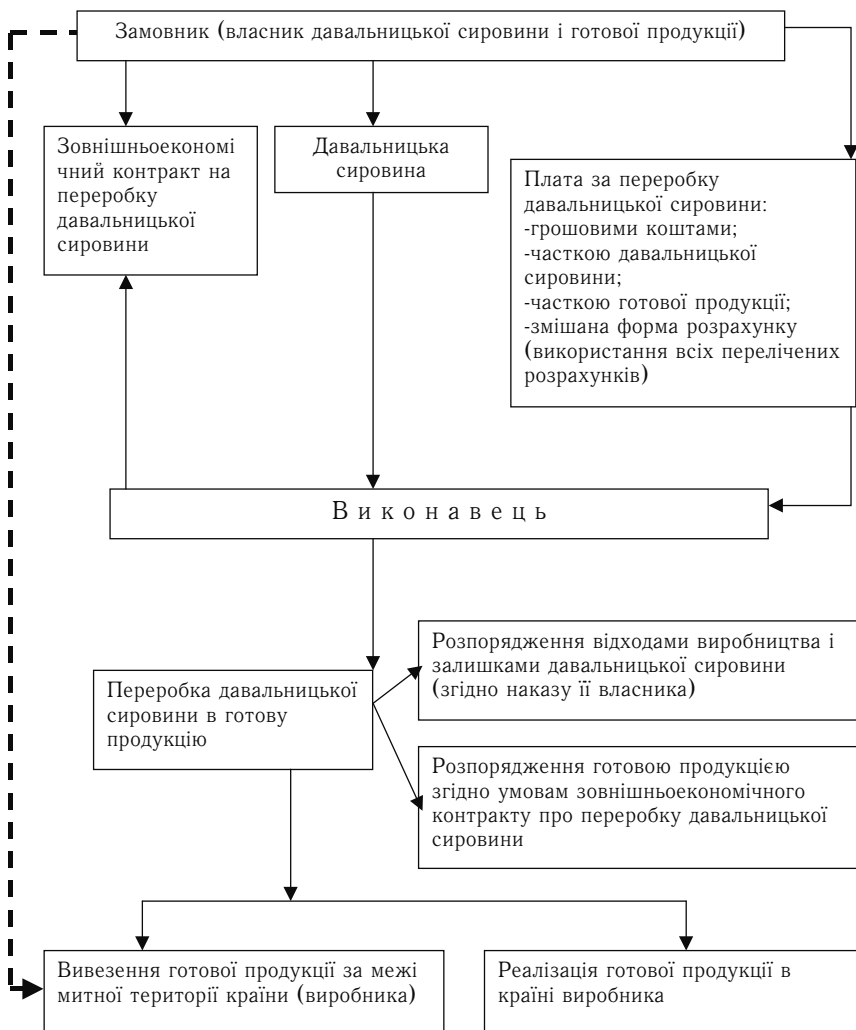 Замовник (власник давальницької сировини і готової продукції)
Зовнішньоекономі
чний контракт на
переробку
давальницької
сировини
Давальницька
сировина
Плата за переробку
давальницької сировини:
-грошовими коштами;
-часткою давальницької
сировини;
-часткою готової продукції;
-змішана форма розрахунку
(використання всіх перелічених
розрахунків)
Виконавець
Переробка давальницької
сировини в готову
продукцію
Розпорядження відходами виробництва і
залишками давальницької сировини
(згідно наказу її власника)
Розпорядження готовою продукцією
згідно умовам зовнішньоекономічного
контракту про переробку давальницької
сировини
Вивезення готової продукції за межі
митної території країни (виробника)
Реалізація готової продукції в
країні виробника